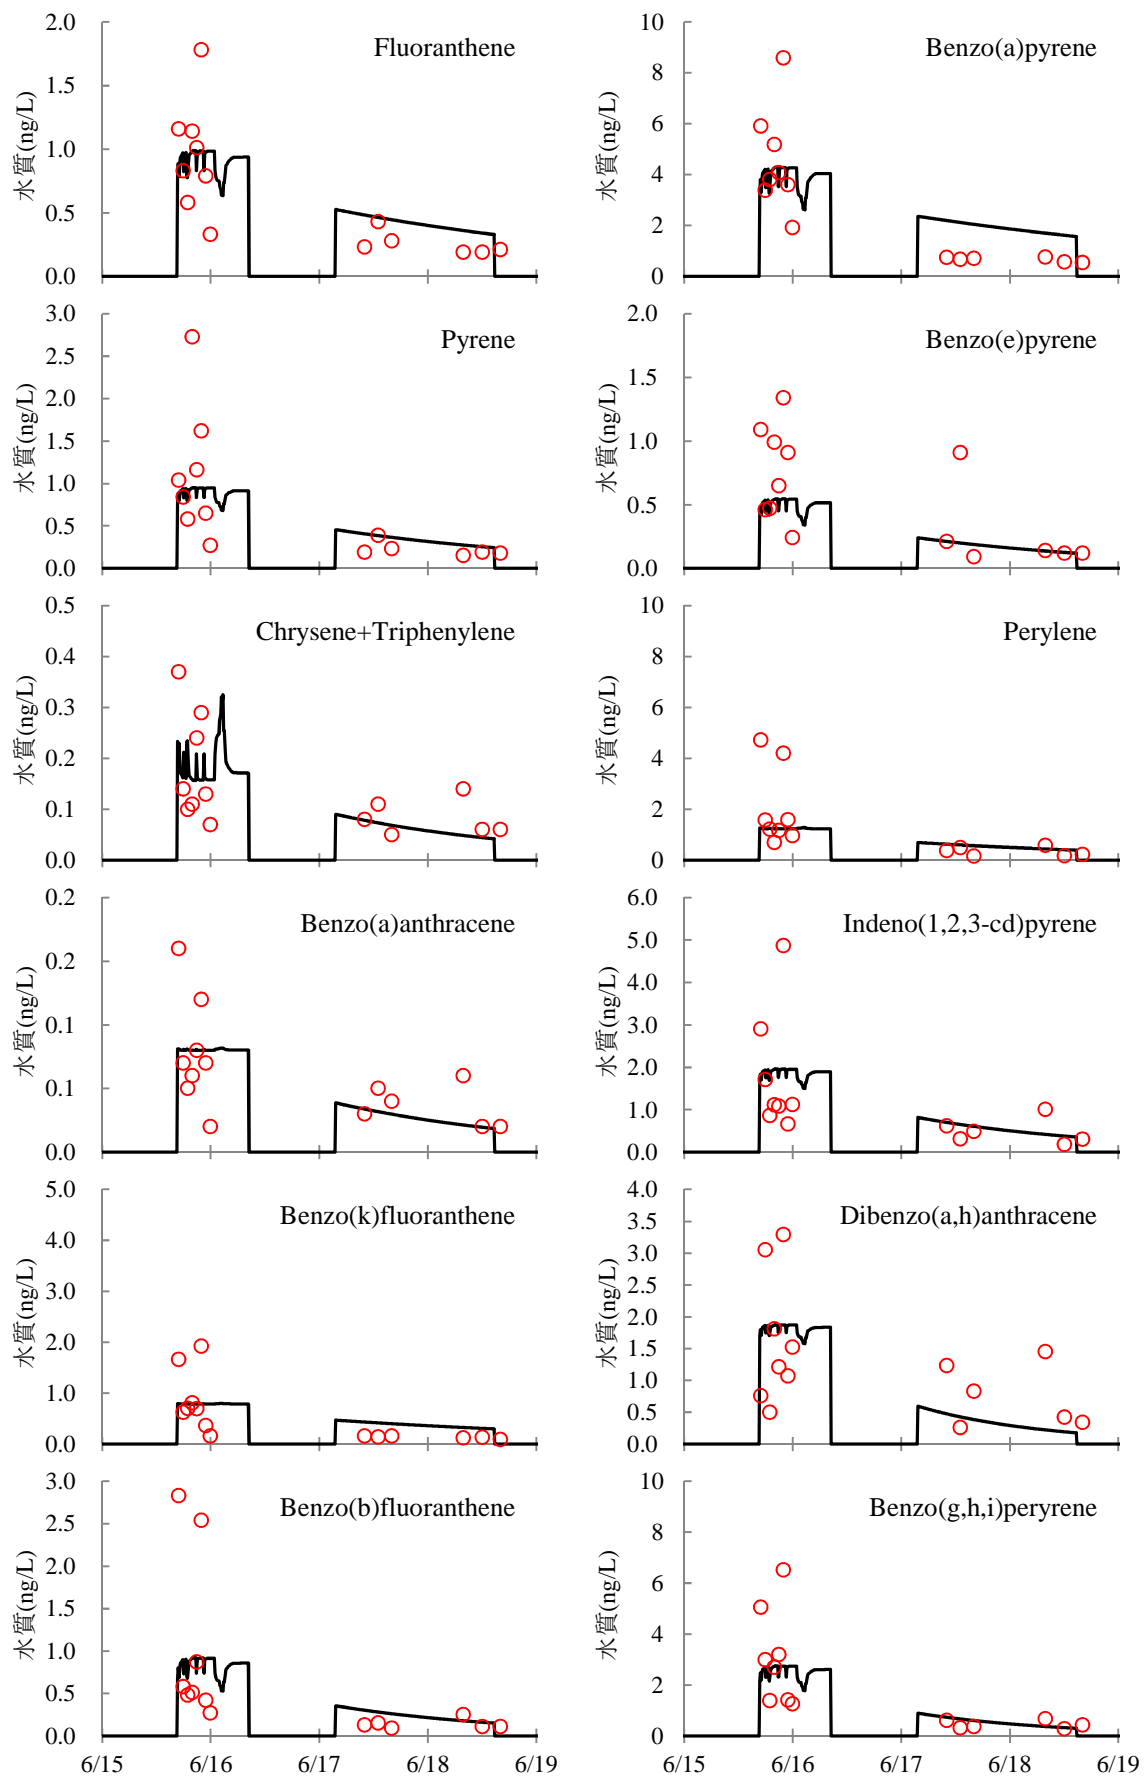 Fluoranthene
水質(ng/L)
2.0
1.5
1.0
0.5
0.0
Benzo(a)pyrene
水質(ng/L)
10
8
6
4
2
0
Pyrene
水質(ng/L)
3.0
2.5
2.0
1.5
1.0
0.5
0.0
Benzo(e)pyrene
水質(ng/L)
2.0
1.5
1.0
0.5
0.0
Chrysene+Triphenylene
水質(ng/L)
0.5
0.4
0.3
0.2
0.1
0.0
Perylene
水質(ng/L)
10
8
6
4
2
0
Benzo(a)anthracene
水質(ng/L)
0.2
0.2
0.1
0.1
0.0
Indeno(1,2,3-cd)pyrene
水質(ng/L)
6.0
5.0
4.0
3.0
2.0
1.0
0.0
Benzo(k)fluoranthene
水質(ng/L)
5.0
4.0
3.0
2.0
1.0
0.0
Dibenzo(a,h)anthracene
水質(ng/L)
4.0
3.5
3.0
2.5
2.0
1.5
1.0
0.5
0.0
Benzo(b)fluoranthene
水質(ng/L)
3.0
2.5
2.0
1.5
1.0
0.5
0.0
6/15 6/16 6/17 6/18 6/19
Benzo(g,h,i)peryrene
水質(ng/L)
10
8
6
4
2
0
6/15 6/16 6/17 6/18 6/19